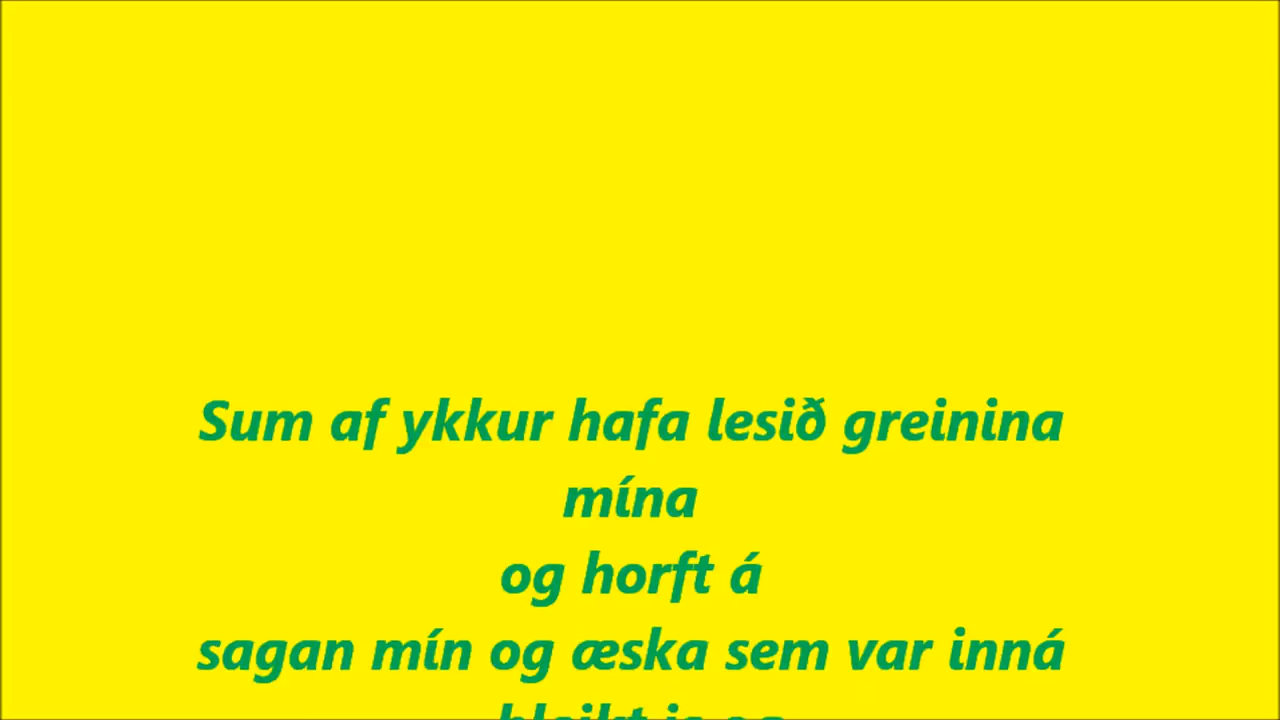 Sum af ykkur hafa lesið greinina
mína
og horft á
sagan mín og æska sem var inná